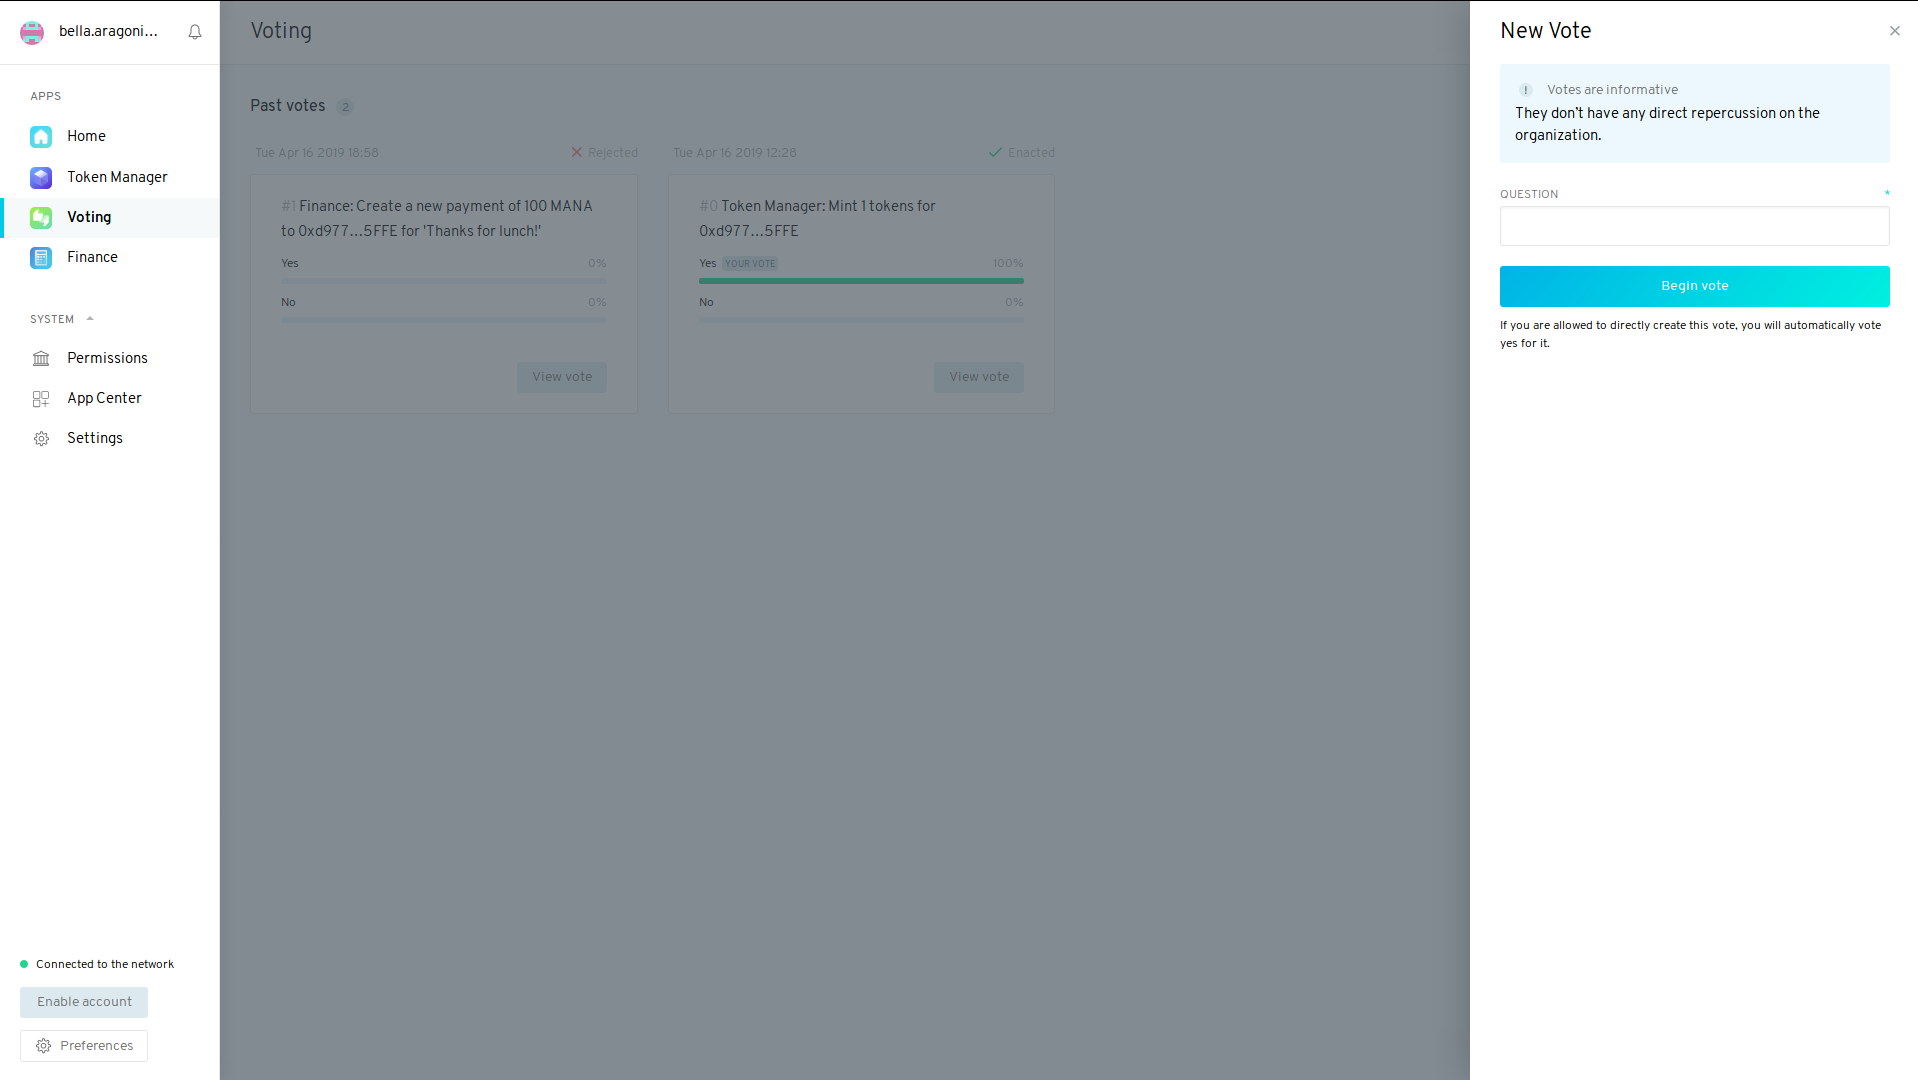 bella.aragoni...
APPS
Home
Token Manager
Voting
Finance
SYSTEM
Permissions
App Center
Settings
Connected to the network
Enable account
Preferences
Voting
Past votes 2
Tue Apr 16 2019 18:58
Rejected
#1 Finance: Create a new payment of 100 MANA
to 0xd977...5FFE for 'Thanks for lunch!'
Yes 0%
No 0%
View vote
Tue Apr 16 2019 12:28
Enacted
#0 Token Manager: Mint 1 tokens for
0xd977...5FFE
Yes YOUR VOTE 100%
No 0%
View vote
New Vote
Votes are informative
They don't have any direct repercussion on the
organization.
QUESTION *
Begin vote
If you are allowed to directly create this vote, you will automatically vote
yes for it.